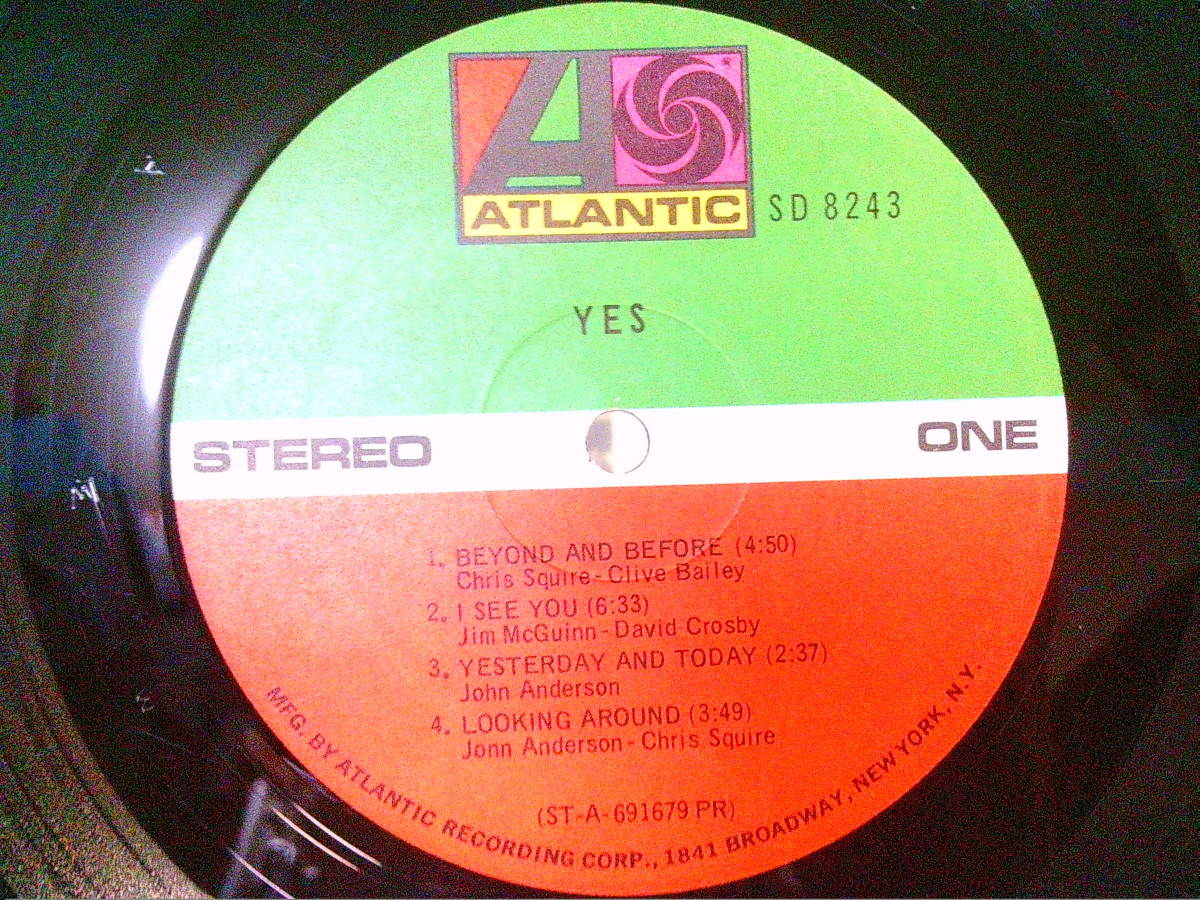 ATLANTIC
SD 8243
YES
STEREO
ONE
1. BEYOND AND BEFORE (4:50)
Chris Squire - Clive Bailey
2. I SEE YOU (6:33)
Jim McGuinn - David Crosby
3. YESTERDAY AND TODAY (2:37)
John Anderson
4. LOOKING AROUND (3:49)
Jonn Anderson - Chris Squire
(ST-A-691679 PR)
MFG. BY ATLANTIC RECORDING CORP., 1841 BROADWAY, NEW YORK, N.Y.